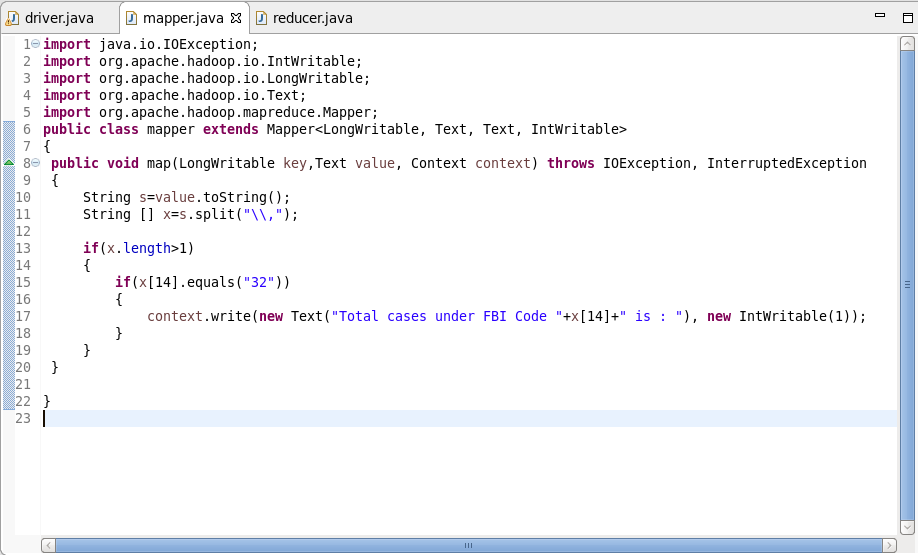 driver.java mapper.java reducer.java
1 import java.io.IOException;
2 import org.apache.hadoop.io.IntWritable;
3 import org.apache.hadoop.io.LongWritable;
4 import org.apache.hadoop.io.Text;
5 import org.apache.hadoop.mapreduce.Mapper;
6 public class mapper extends Mapper<LongWritable, Text, Text, IntWritable>
7 {
8 public void map(LongWritable key,Text value, Context context) throws IOException, InterruptedException
9 {
10 String s=value.toString();
11 String [] x=s.split("\\,");
12
13 if(x.length>1)
14 {
15 if(x[14].equals("32"))
16 {
17 context.write(new Text("Total cases under FBI Code "+x[14]+" is : "), new IntWritable(1));
18 }
19 }
20 }
21
22 }
23